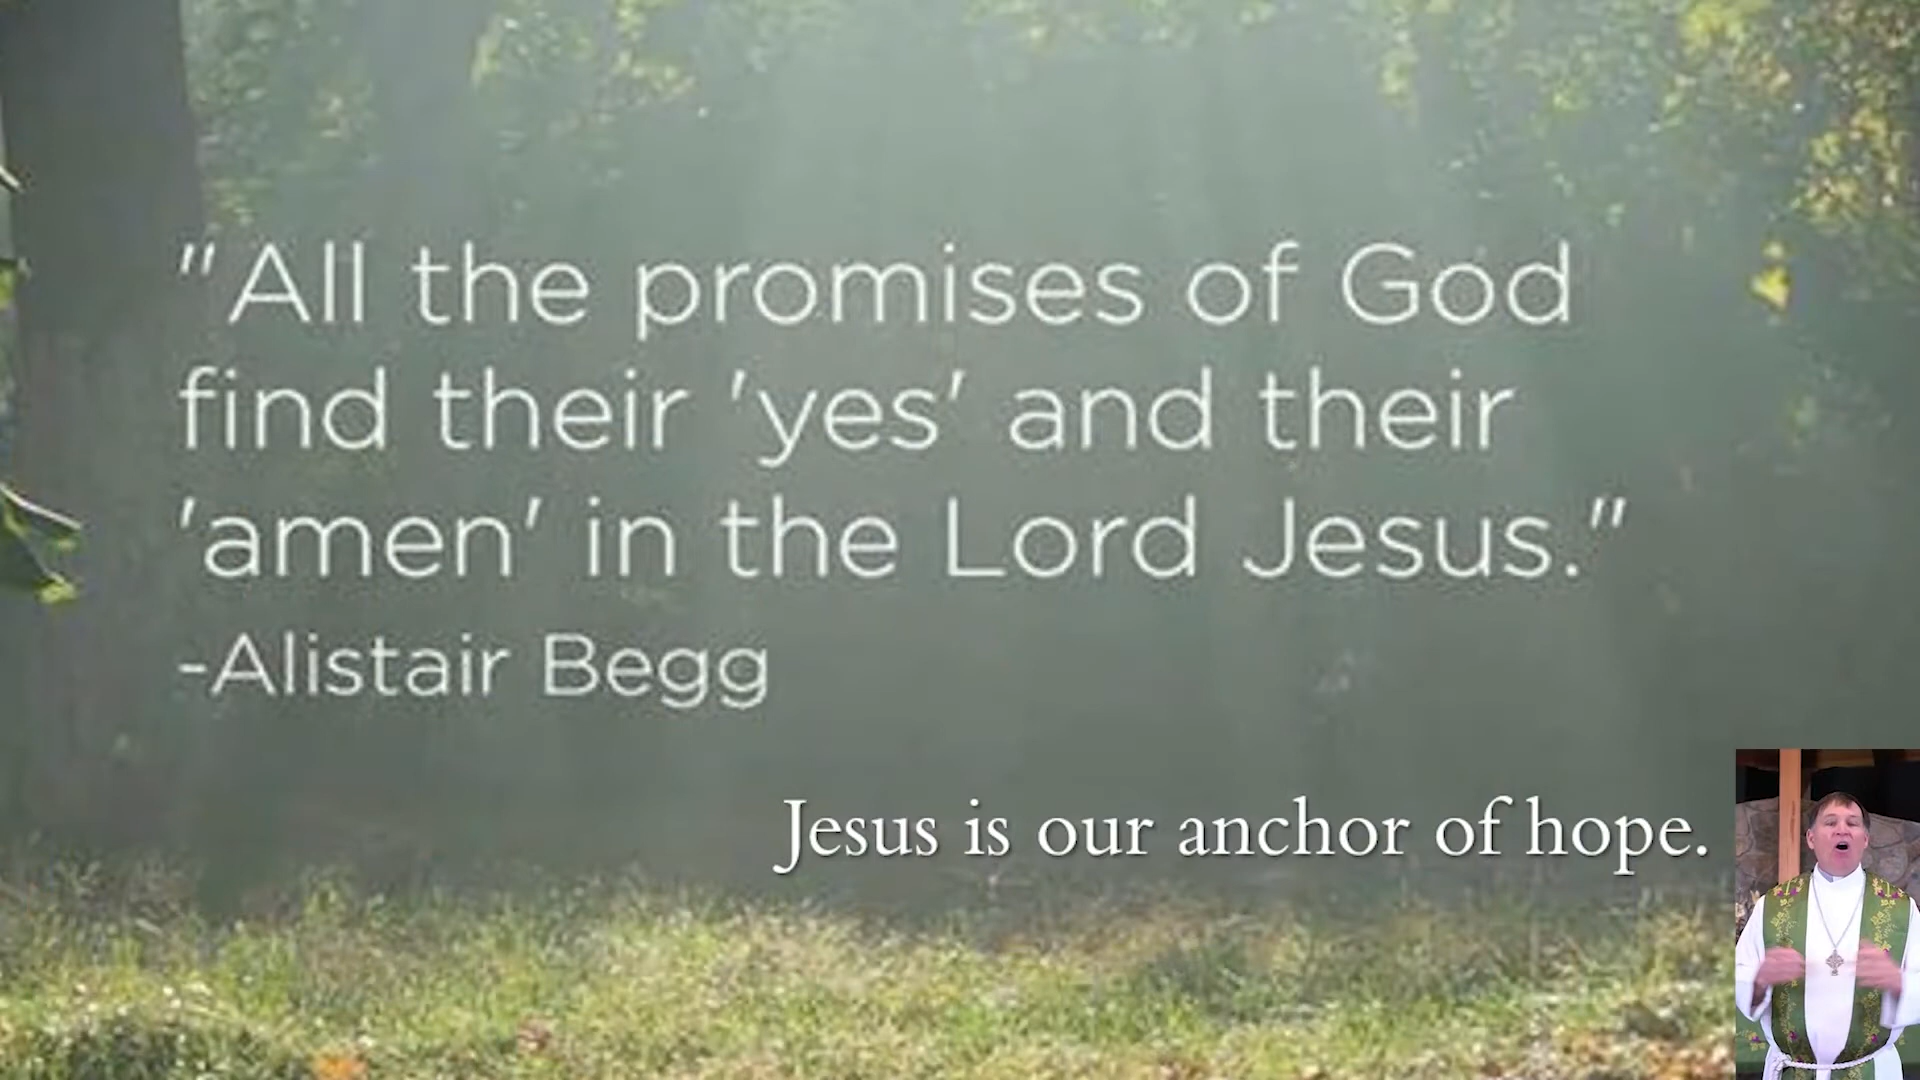 "All the promises of God
find their 'yes' and their
'amen' in the Lord Jesus."
-Alistair Begg
Jesus is our anchor of hope.